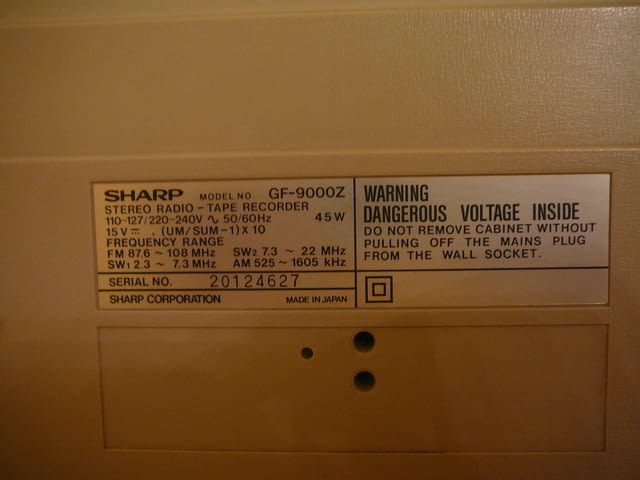 SHARP MODEL NO. GF-9000Z
STEREO RADIO-TAPE RECORDER
110-127/220-240V ∿ 50/60Hz 45W
15V ⎓ (UM/SUM-1) X 10
FREQUENCY RANGE
FM 87.6 ~ 108 MHz SW2 7.3 ~ 22 MHz
SW1 2.3 ~ 7.3 MHz AM 525 ~ 1605 kHz
SERIAL NO. 20124627
SHARP CORPORATION MADE IN JAPAN
WARNING
DANGEROUS VOLTAGE INSIDE
DO NOT REMOVE CABINET WITHOUT
PULLING OFF THE MAINS PLUG
FROM THE WALL SOCKET.